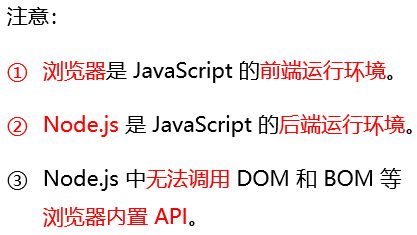 注意：
① 浏览器是 JavaScript 的前端运行环境。
② Node.js 是 JavaScript 的后端运行环境。
③ Node.js 中无法调用 DOM 和 BOM 等
浏览器内置 API。